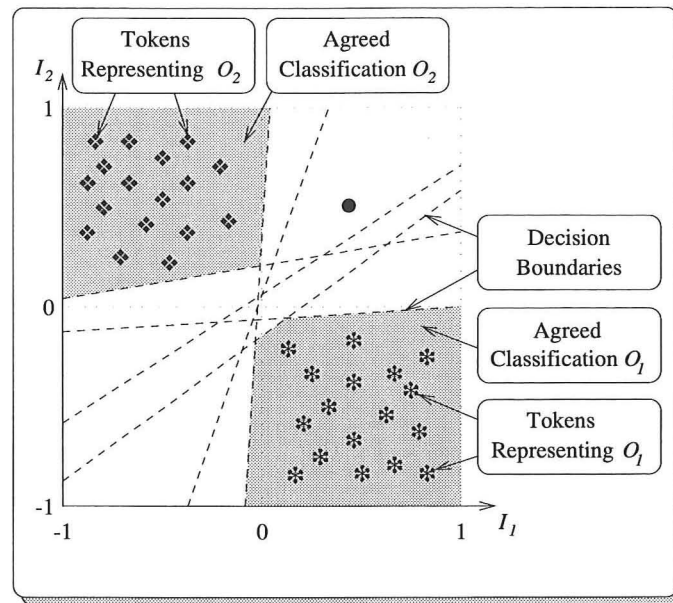 Tokens
Representing O2
Agreed
Classification O2
I2
1
0
-1
-1
0
1
I1
Decision
Boundaries
Agreed
Classification O1
Tokens
Representing O1